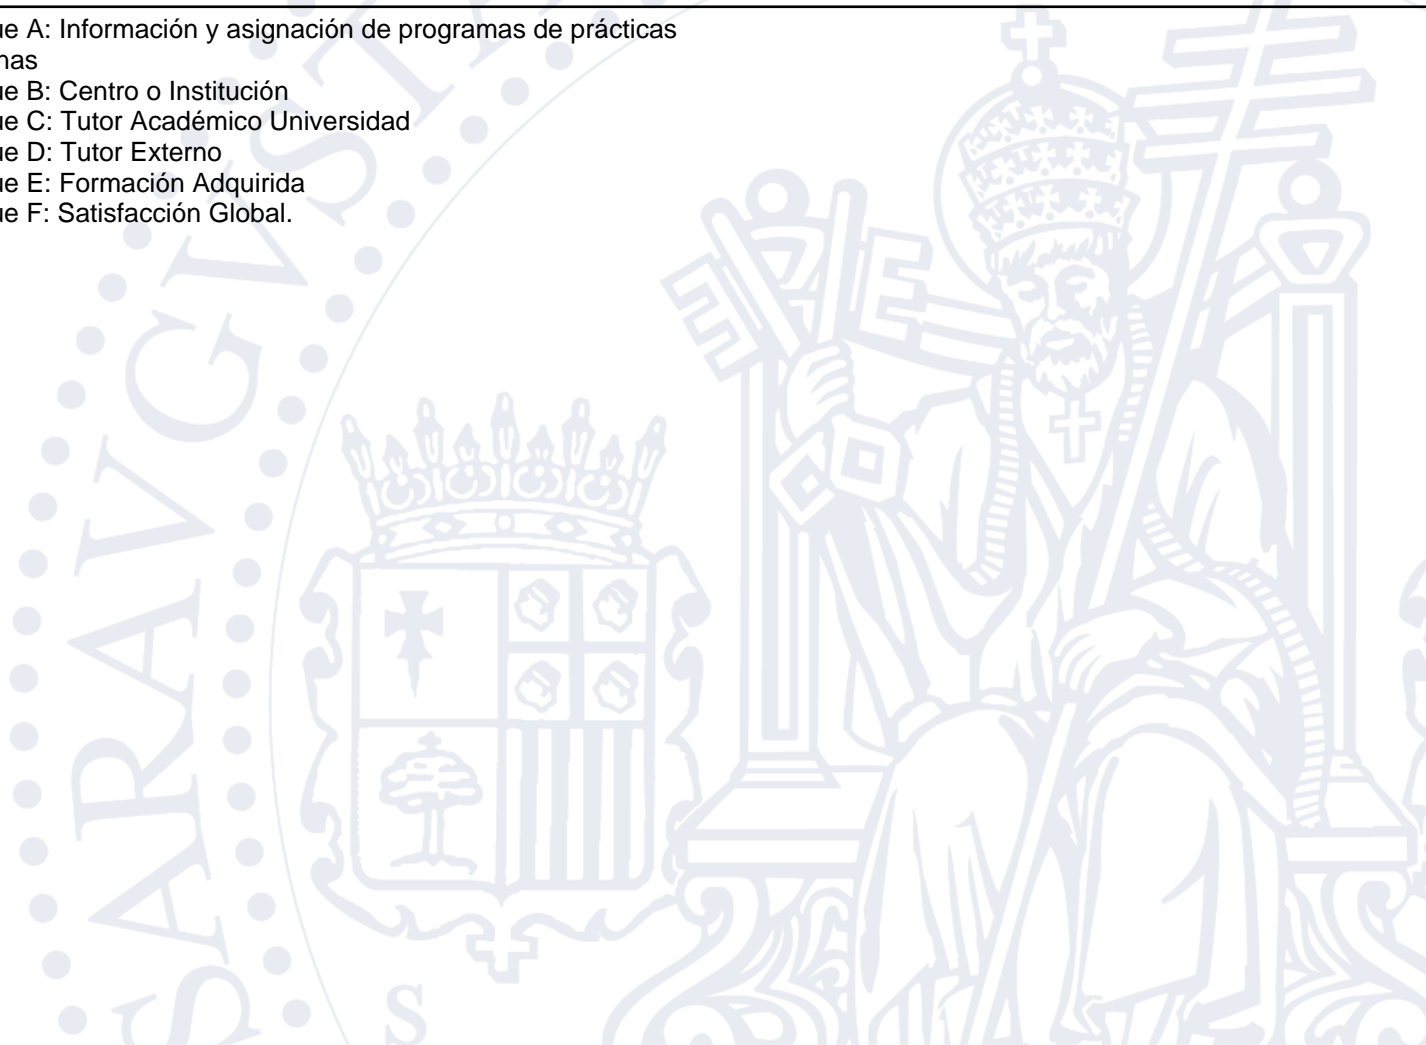 ue A: Información y asignación de programas de prácticas
nas
ue B: Centro o Institución
ue C: Tutor Académico Universidad
ue D: Tutor Externo
ue E: Formación Adquirida
ue F: Satisfacción Global.
SARAVGVSTA
S